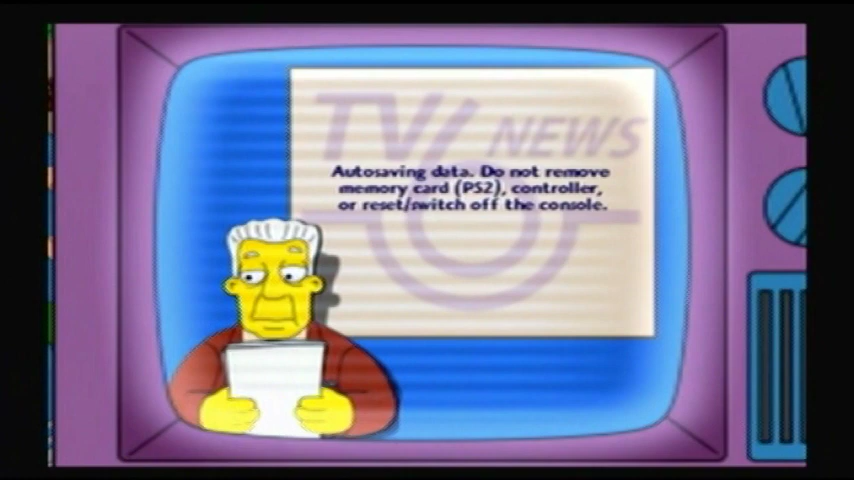 TV NEWS
Autosaving data. Do not remove
memory card (PS2), controller,
or reset/switch off the console.